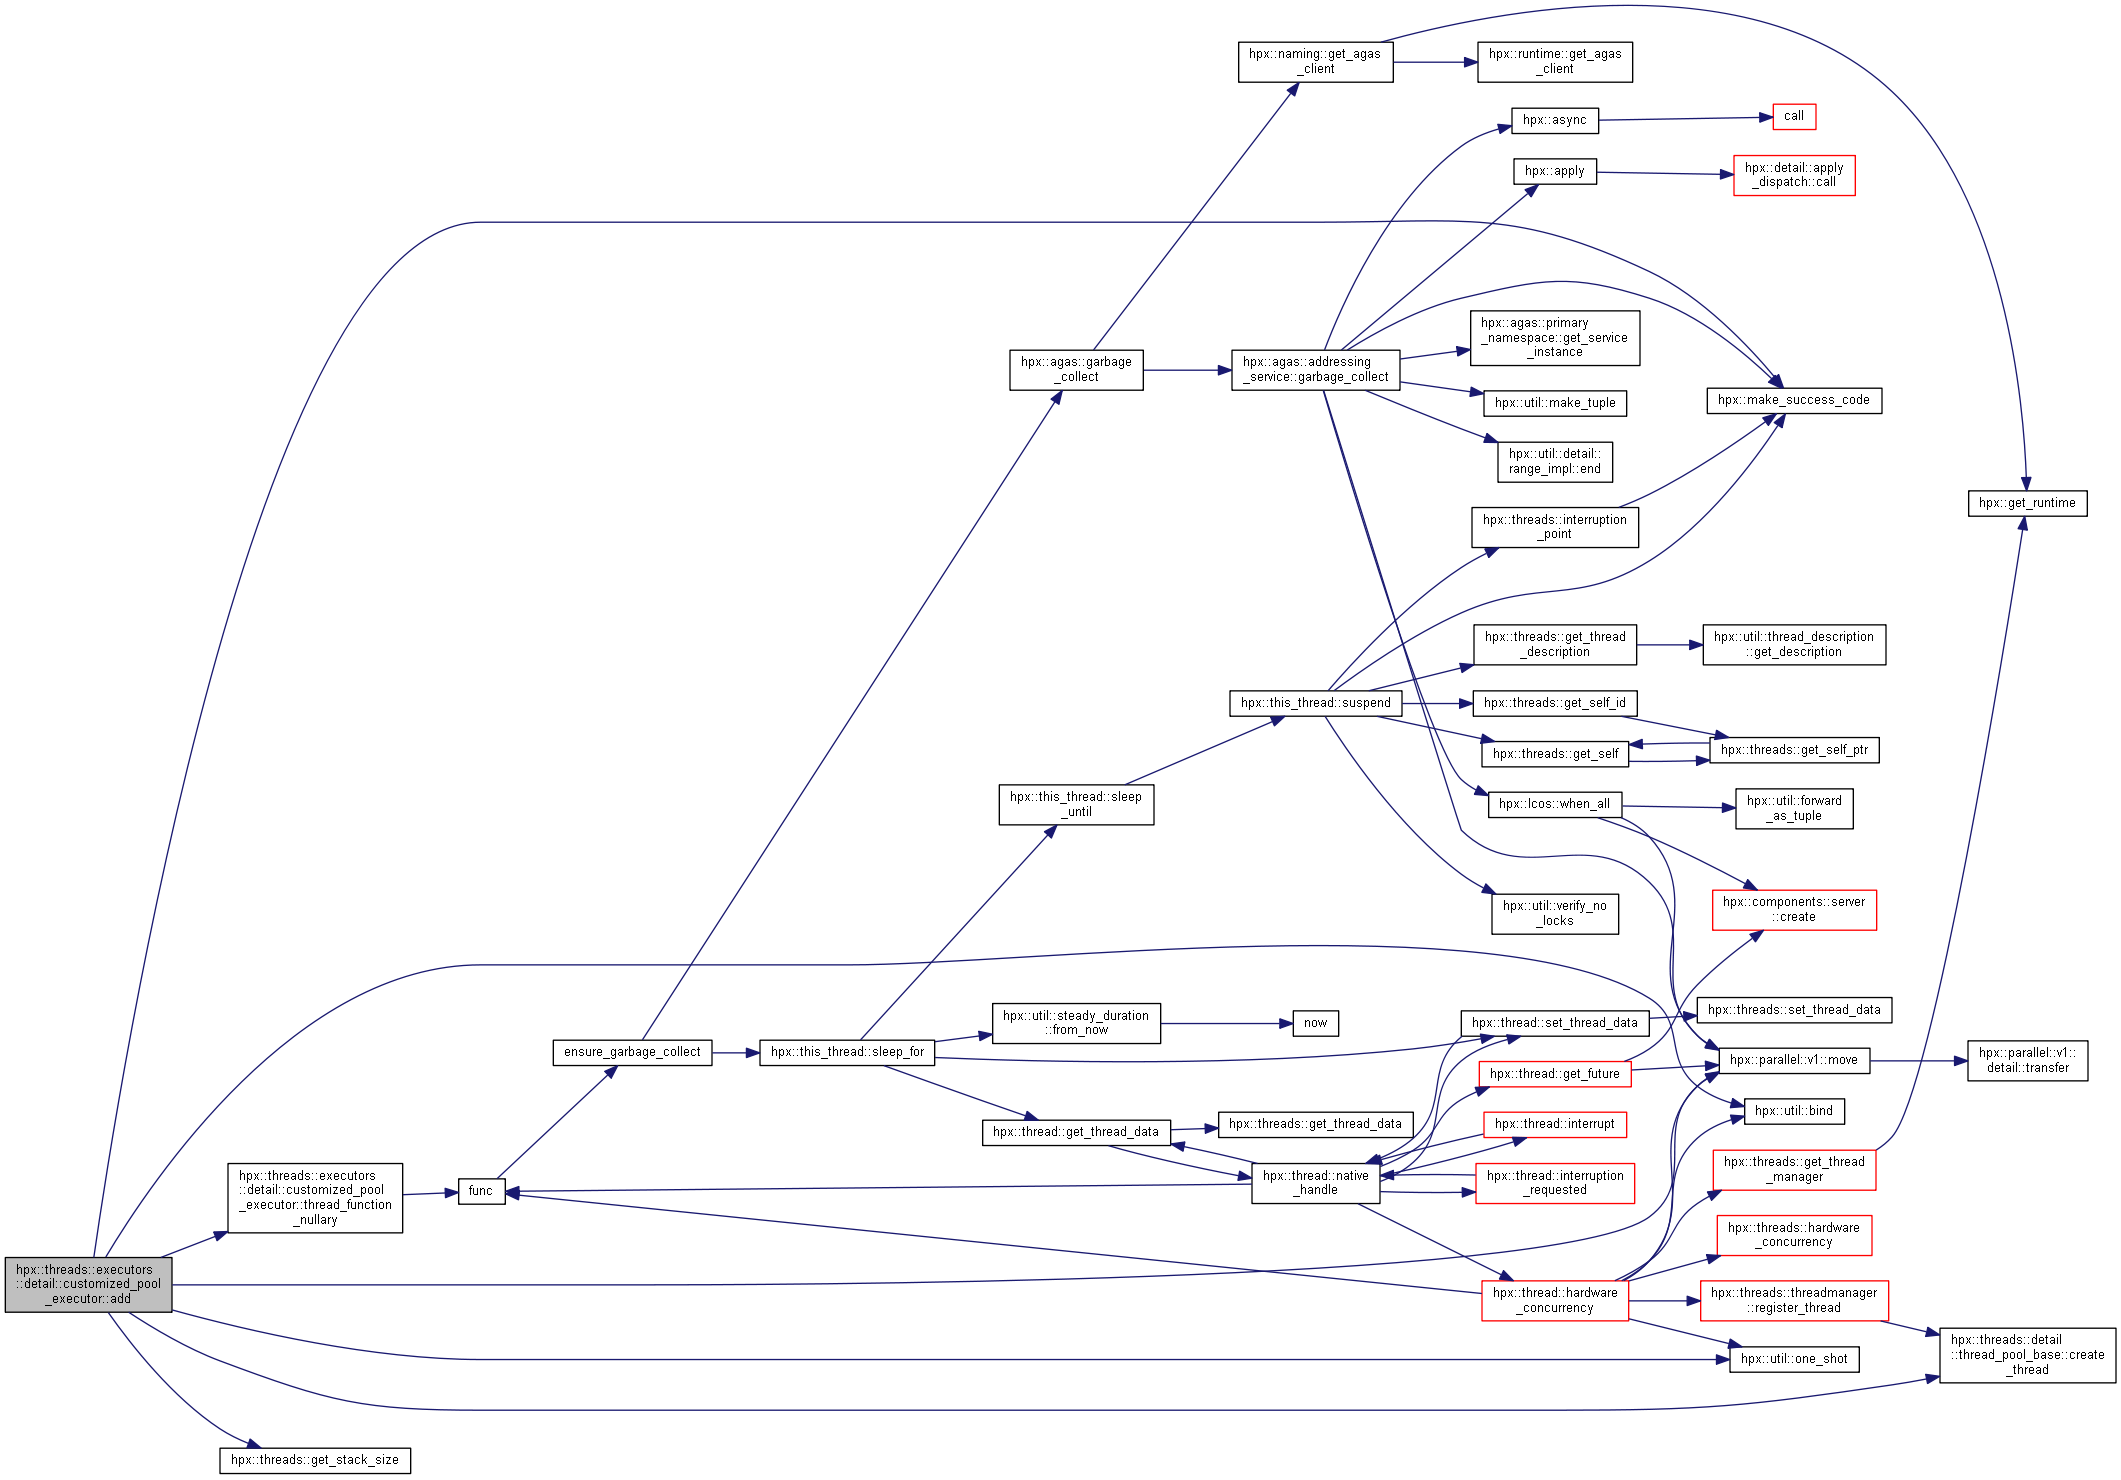 hpx::naming::get_agas
_client
hpx::runtime::get_agas
_client
hpx::async
call
hpx::apply
hpx::detail::apply
_dispatch::call
hpx::agas::primary
_namespace::get_service
_instance
hpx::agas::garbage
_collect
hpx::agas::addressing
_service::garbage_collect
hpx::util::make_tuple
hpx::make_success_code
hpx::util::detail::
range_impl::end
hpx::get_runtime
hpx::threads::interruption
_point
hpx::threads::get_thread
_description
hpx::util::thread_description
::get_description
hpx::this_thread::suspend
hpx::threads::get_self_id
hpx::threads::get_self
hpx::threads::get_self_ptr
hpx::this_thread::sleep
_until
hpx::lcos::when_all
hpx::util::forward
_as_tuple
hpx::util::verify_no
_locks
hpx::components::server
::create
hpx::util::steady_duration
::from_now
now
hpx::thread::set_thread_data
hpx::threads::set_thread_data
ensure_garbage_collect
hpx::this_thread::sleep_for
hpx::thread::get_future
hpx::parallel::v1::move
hpx::parallel::v1::
detail::transfer
hpx::thread::get_thread_data
hpx::threads::get_thread_data
hpx::thread::interrupt
hpx::util::bind
hpx::threads::executors
::detail::customized_pool
_executor::thread_function
_nullary
func
hpx::thread::native
_handle
hpx::thread::interruption
_requested
hpx::threads::get_thread
_manager
hpx::threads::hardware
_concurrency
hpx::threads::executors
::detail::customized_pool
_executor::add
hpx::thread::hardware
_concurrency
hpx::threads::threadmanager
::register_thread
hpx::util::one_shot
hpx::threads::detail
::thread_pool_base::create
_thread
hpx::threads::get_stack_size